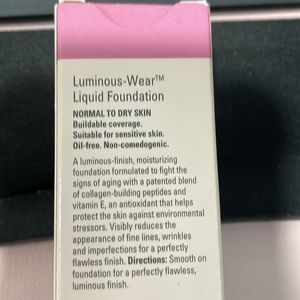 Luminous-Wear™
Liquid Foundation
NORMAL TO DRY SKIN
Buildable coverage.
Suitable for sensitive skin.
Oil-free. Non-comedogenic.
A luminous-finish, moisturizing
foundation formulated to fight the
signs of aging with a patented blend
of collagen-building peptides and
vitamin E, an antioxidant that helps
protect the skin against environmental
stressors. Visibly reduces the
appearance of fine lines, wrinkles
and imperfections for a perfectly
flawless finish. Directions: Smooth on
foundation for a perfectly flawless,
luminous finish.